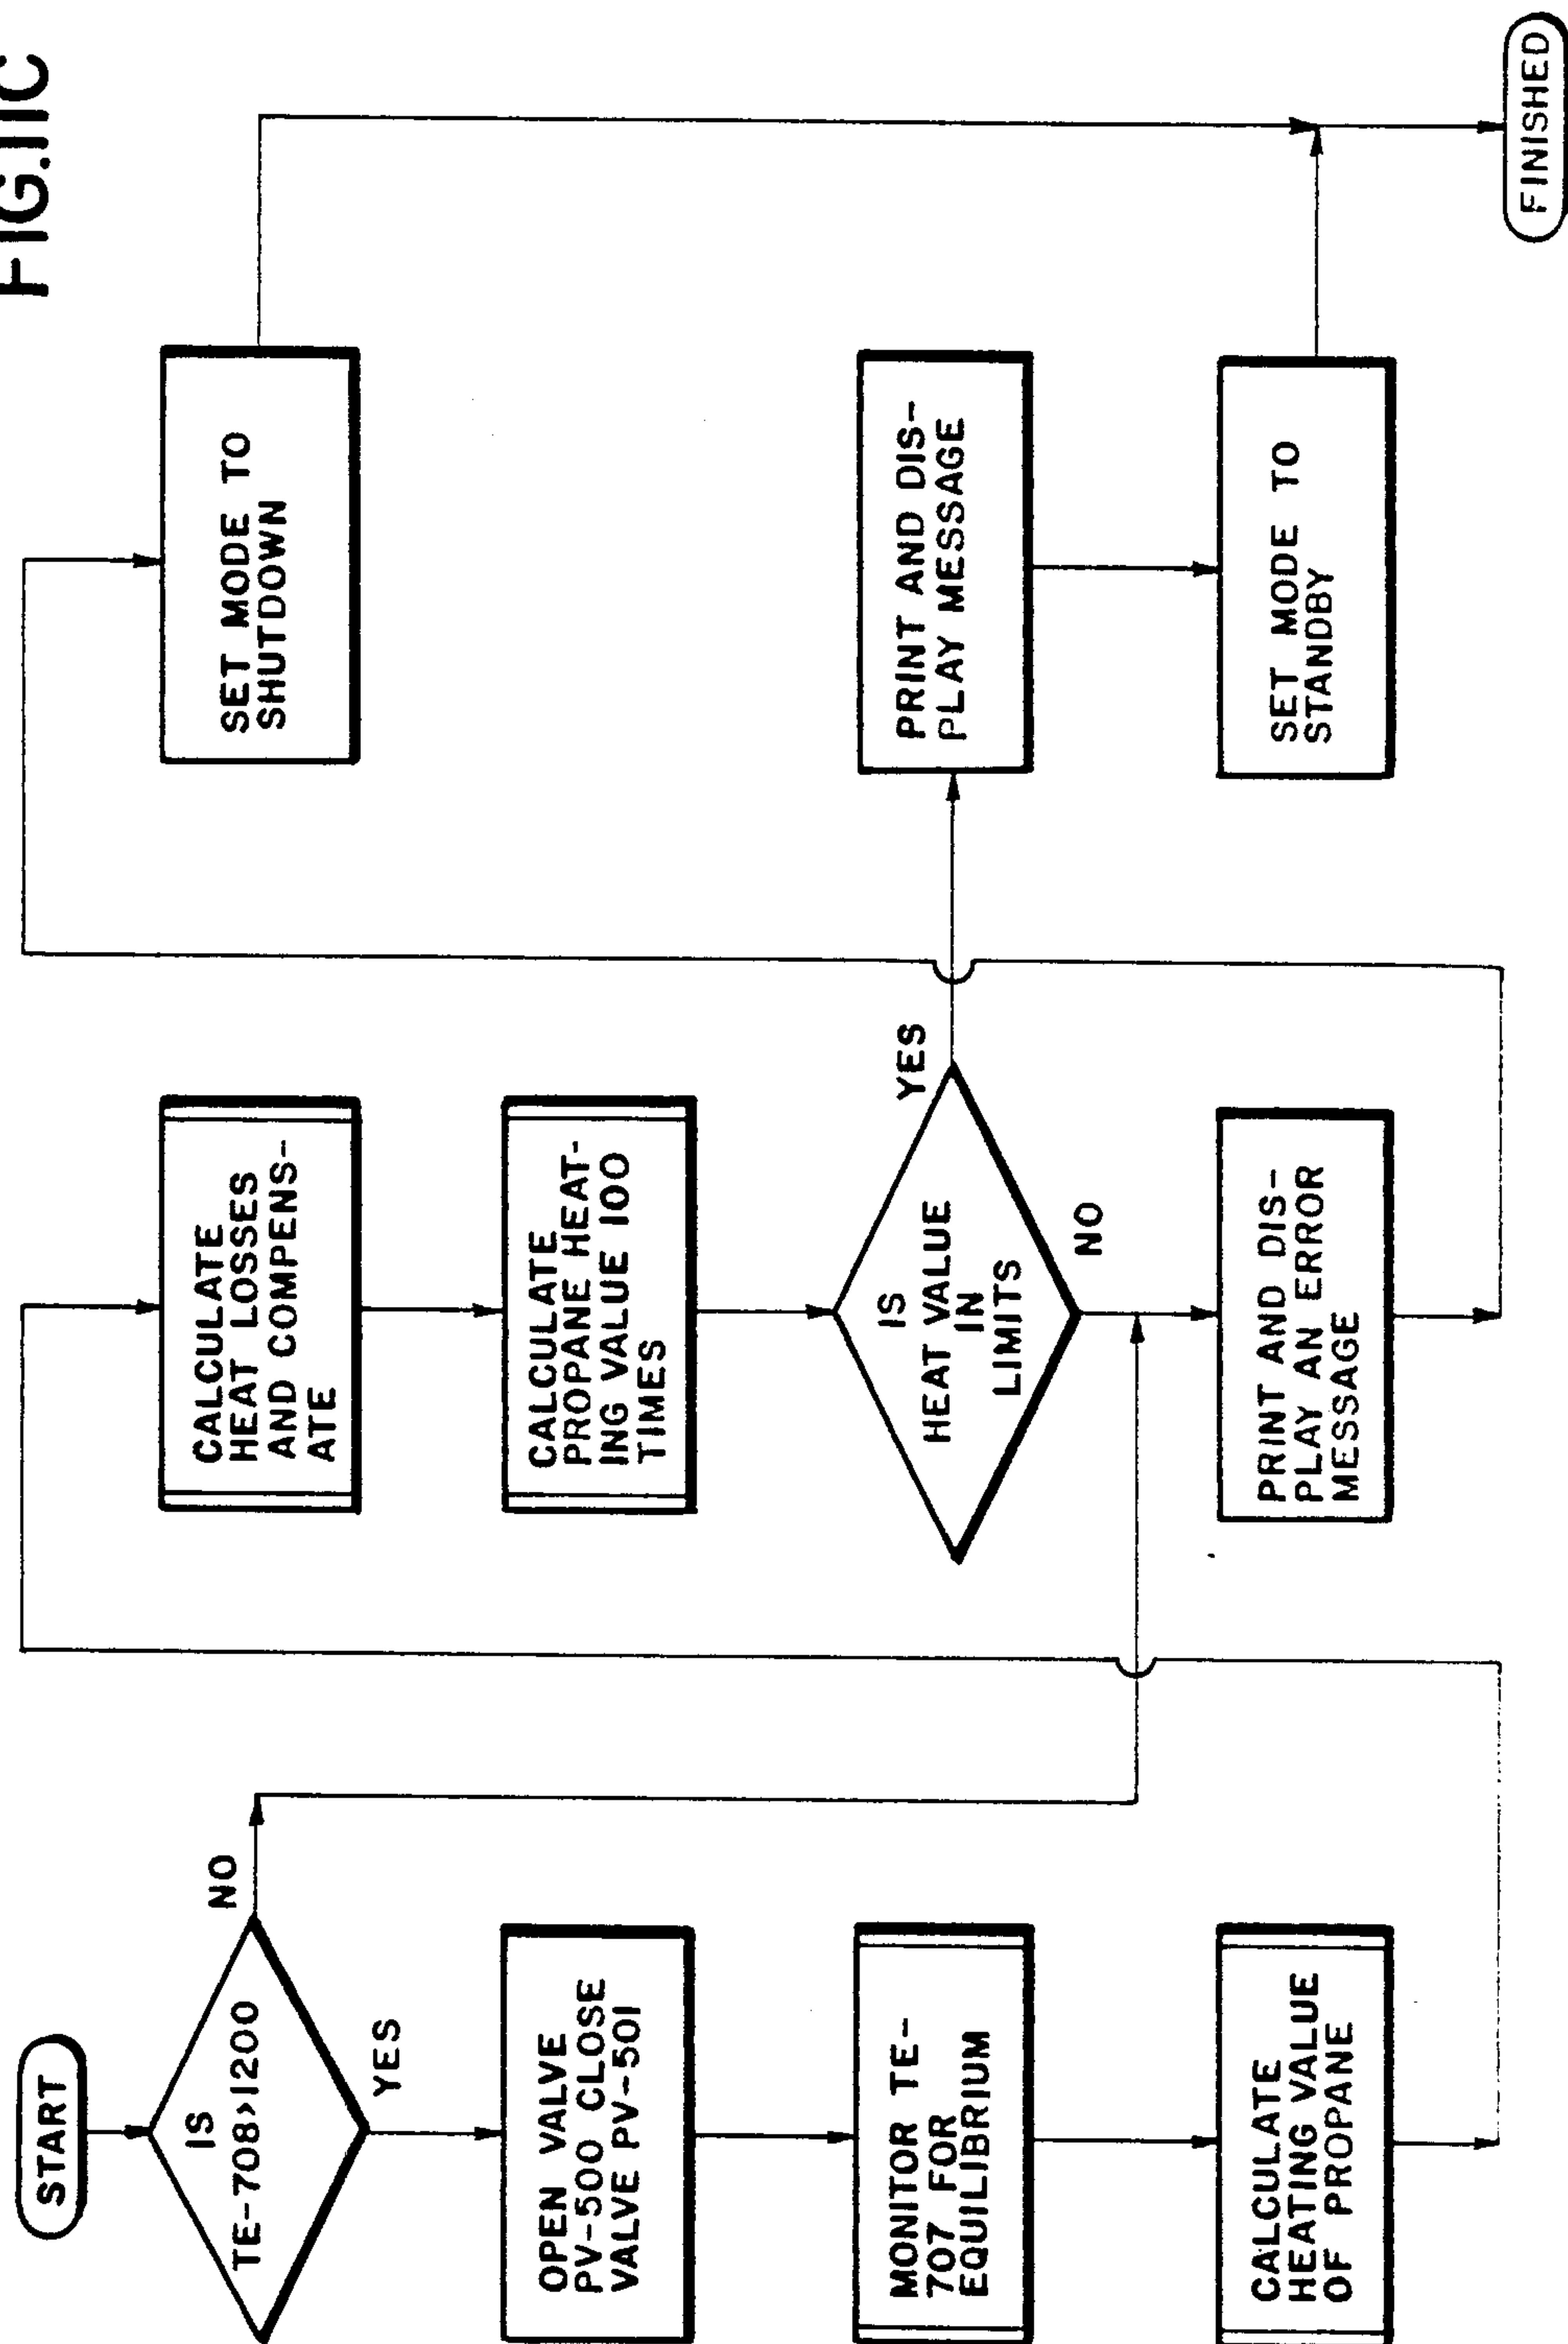 FIG.11C
START
IS
TE-708>1200
NO
YES
OPEN VALVE
PV-500 CLOSE
VALVE PV-501
MONITOR TE-
707 FOR
EQUILIBRIUM
CALCULATE
HEATING VALUE
OF PROPANE
CALCULATE
HEAT LOSSES
AND COMPENS-
ATE
CALCULATE
PROPANE HEAT-
ING VALUE 100
TIMES
IS
HEAT VALUE
IN
LIMITS
YES
NO
PRINT AND DIS-
PLAY AN ERROR
MESSAGE
SET MODE TO
SHUTDOWN
PRINT AND DIS-
PLAY MESSAGE
SET MODE TO
STANDBY
FINISHED